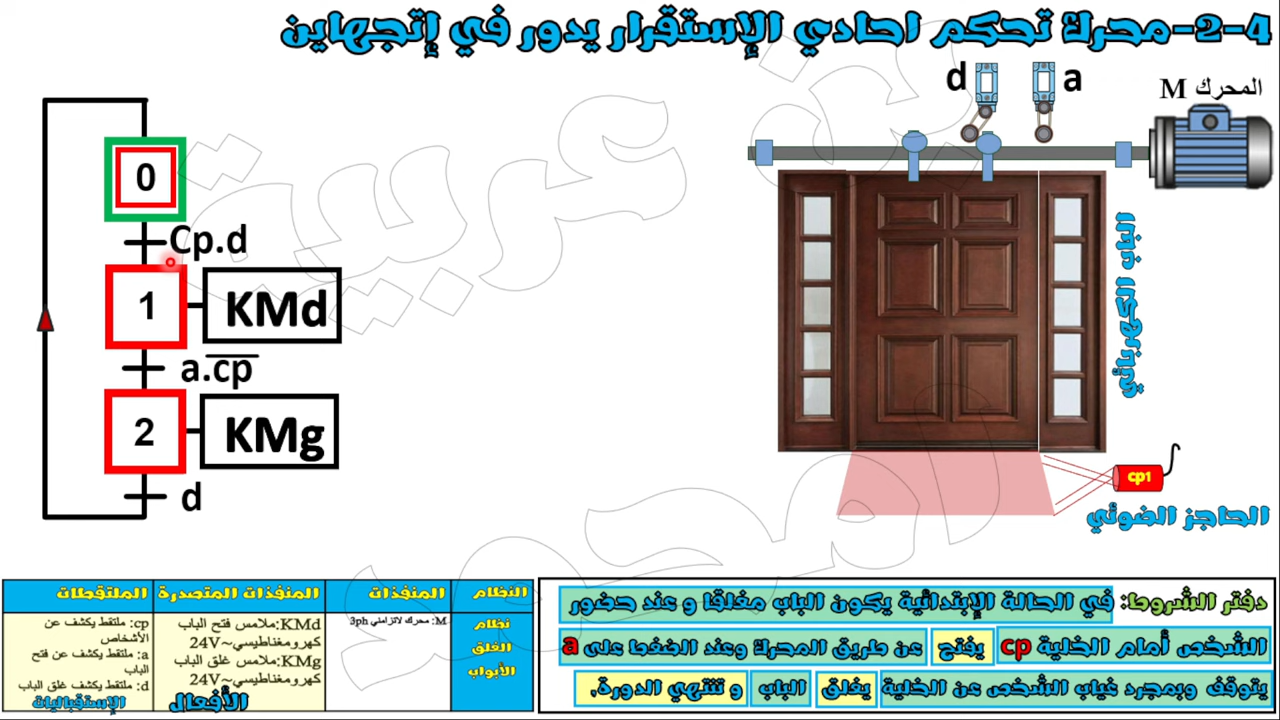 4-2-محرك تحكم احادي الإستقرار يدور في إتجهاين
0
Cp.d
1
KMd
a.cp
2
KMg
d
d
a
المحرك M
الباب الكهربائي
cp1
الحاجز الضوئي
دفتر الشروط: في الحالة الإبتدائية يكون الباب مغلقا و عند حضور
الشخص أمام الخلية cp يفتح عن طريق المحرك وعند الضغط على a
يتوقف وبمجرد غياب الشخص عن الخلية يغلق الباب و تنتهي الدورة.
النظام
المنفذات
المنفذات المتصدرة
الملتقطات
نظام
الغلق
الأبواب
M: محرك لاتزامني 3ph
KMd:ملامس فتح الباب
كهرومغناطيسي~24V
KMg:ملامس غلق الباب
كهرومغناطيسي~24V
الأفعال
cp: ملتقط يكشف عن
الأشخاص
a: ملتقط يكشف عن فتح
الباب
d: ملتقط يكشف غلق الباب
الإستقباليات